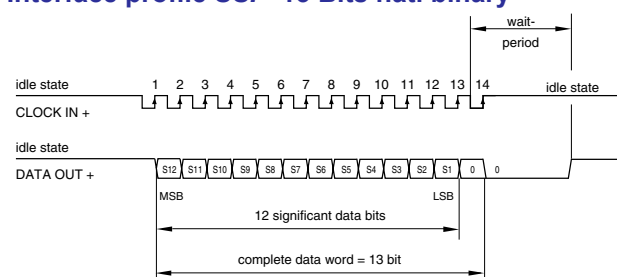 Interface profile SSI - 13 Bits nat. binary
wait-
period
idle state
1 2 3 4 5 6 7 8 9 10 11 12 13 14
idle state
CLOCK IN +
idle state
DATA OUT +
S12 S11 S10 S9 S8 S7 S6 S5 S4 S3 S2 S1 0 0
MSB
LSB
12 significant data bits
complete data word = 13 bit